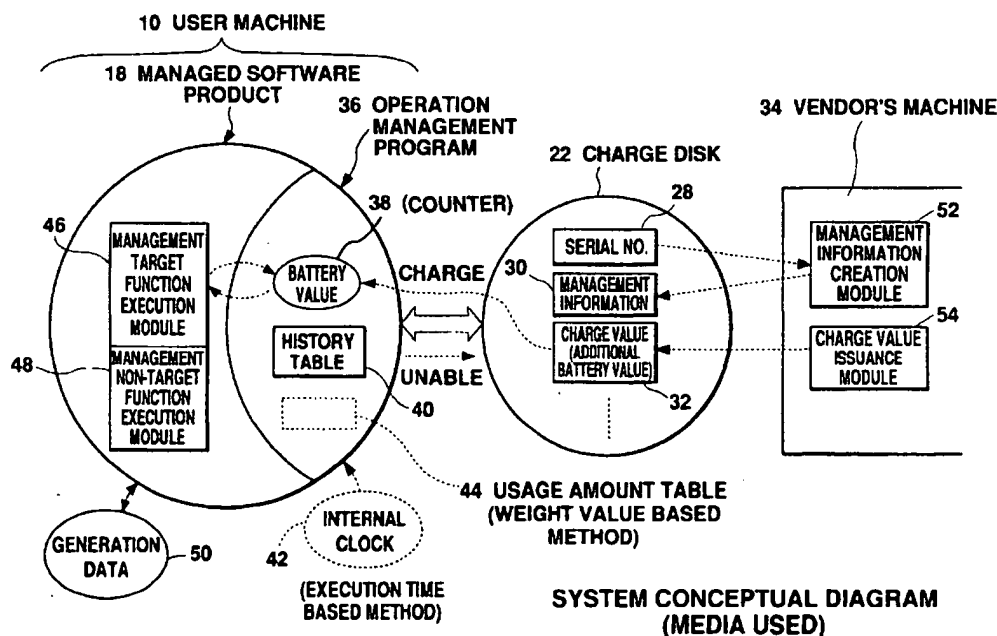 10 USER MACHINE
18 MANAGED SOFTWARE
PRODUCT
36 OPERATION
MANAGEMENT
PROGRAM
34 VENDOR'S MACHINE
22 CHARGE DISK
38 (COUNTER)
28
52
46
MANAGEMENT
TARGET
FUNCTION
EXECUTION
MODULE
BATTERY
VALUE
CHARGE
SERIAL NO.
30
MANAGEMENT
INFORMATION
MANAGEMENT
INFORMATION
CREATION
MODULE
54
48
MANAGEMENT
NON-TARGET
FUNCTION
EXECUTION
MODULE
HISTORY
TABLE
UNABLE
CHARGE VALUE
(ADDITIONAL
BATTERY VALUE)
CHARGE VALUE
ISSUANCE
MODULE
40
32
44 USAGE AMOUNT TABLE
(WEIGHT VALUE BASED
METHOD)
GENERATION
DATA
50
42
INTERNAL
CLOCK
(EXECUTION TIME
BASED METHOD)
SYSTEM CONCEPTUAL DIAGRAM
(MEDIA USED)